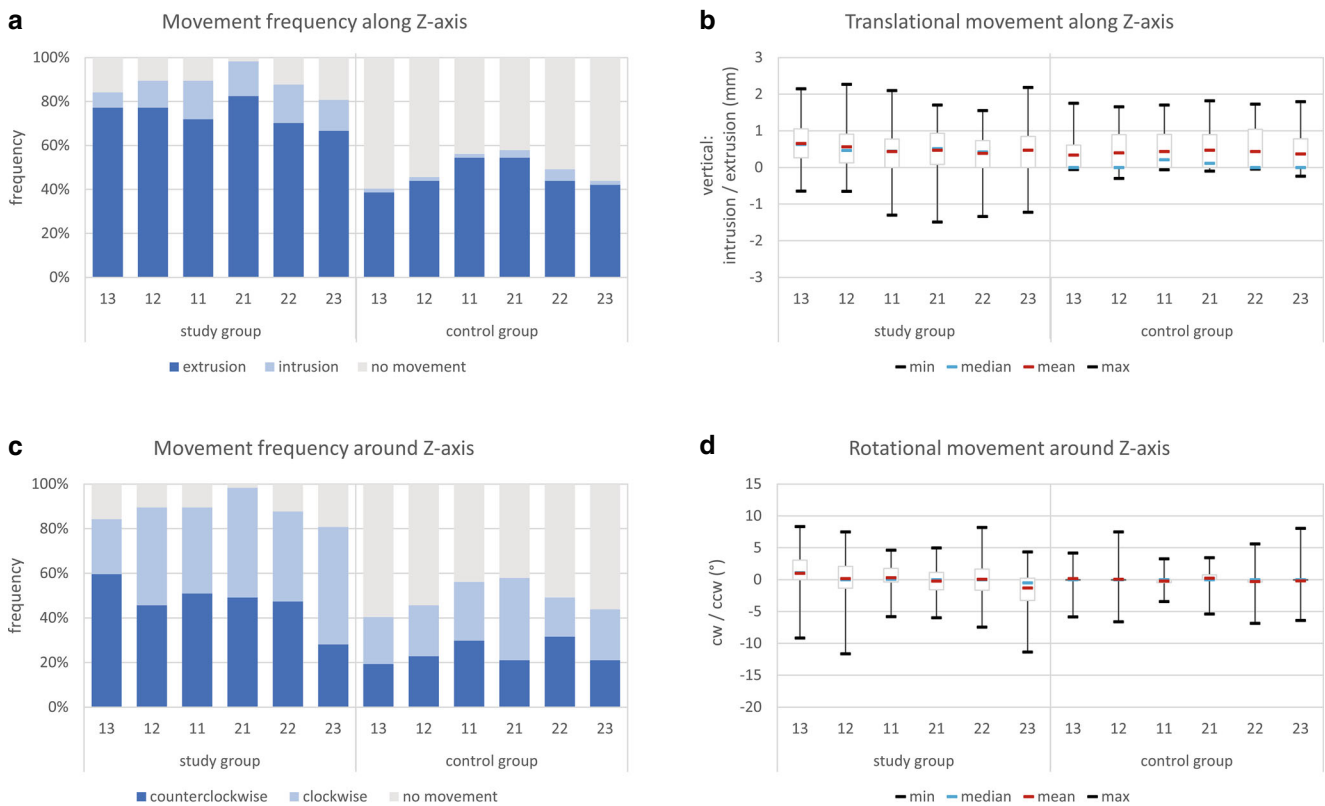 a
Movement frequency along Z-axis
100%
80%
60%
40%
20%
0%
frequency
13 12 11 21 22 23 13 12 11 21 22 23
study group control group
extrusion intrusion no movement
b
Translational movement along Z-axis
3
2
1
0
-1
-2
-3
vertical:
intrusion / extrusion (mm)
13 12 11 21 22 23 13 12 11 21 22 23
study group control group
min median mean max
c
Movement frequency around Z-axis
100%
80%
60%
40%
20%
0%
frequency
13 12 11 21 22 23 13 12 11 21 22 23
study group control group
counterclockwise clockwise no movement
d
Rotational movement around Z-axis
15
10
5
0
-5
-10
-15
-20
cw / ccw (°)
13 12 11 21 22 23 13 12 11 21 22 23
study group control group
min median mean max